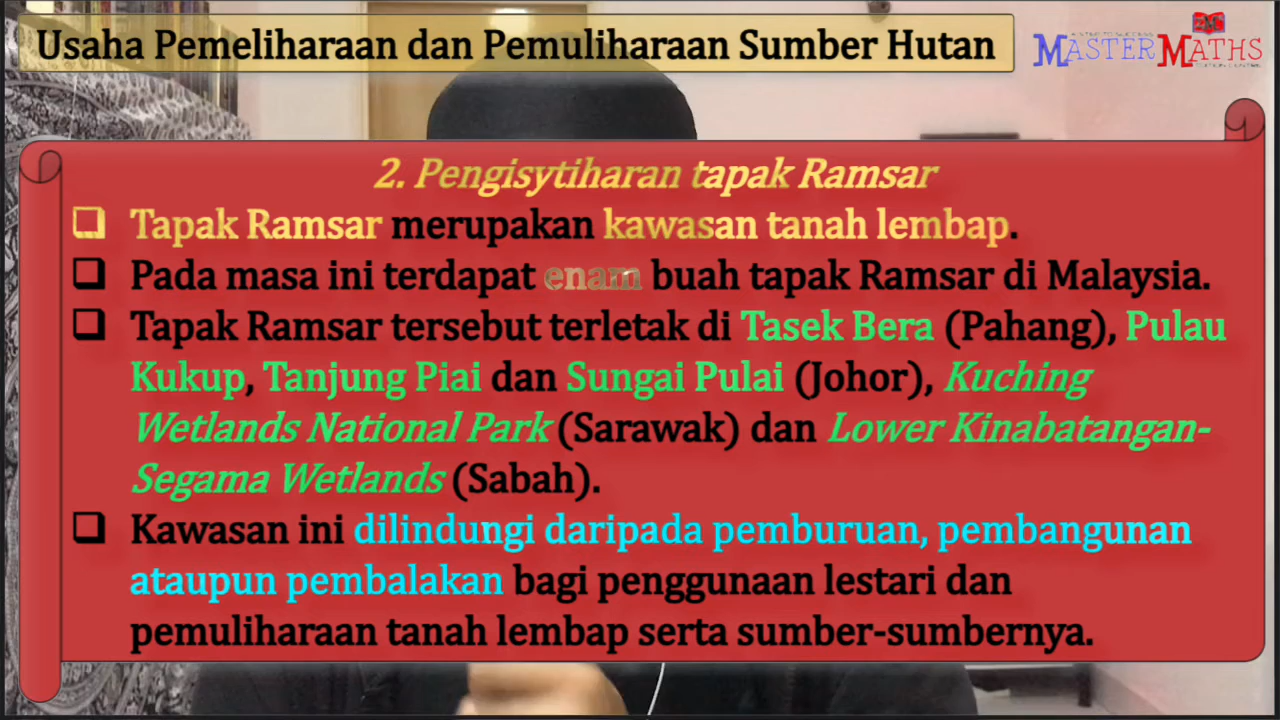 Usaha Pemeliharaan dan Pemuliharaan Sumber Hutan
MASTERMATHS
2. Pengisytiharan tapak Ramsar
Tapak Ramsar merupakan kawasan tanah lembap.
Pada masa ini terdapat enam buah tapak Ramsar di Malaysia.
Tapak Ramsar tersebut terletak di Tasek Bera (Pahang), Pulau
Kukup, Tanjung Piai dan Sungai Pulai (Johor), Kuching
Wetlands National Park (Sarawak) dan Lower Kinabatangan-
Segama Wetlands (Sabah).
Kawasan ini dilindungi daripada pemburuan, pembangunan
ataupun pembalakan bagi penggunaan lestari dan
pemuliharaan tanah lembap serta sumber-sumbernya.